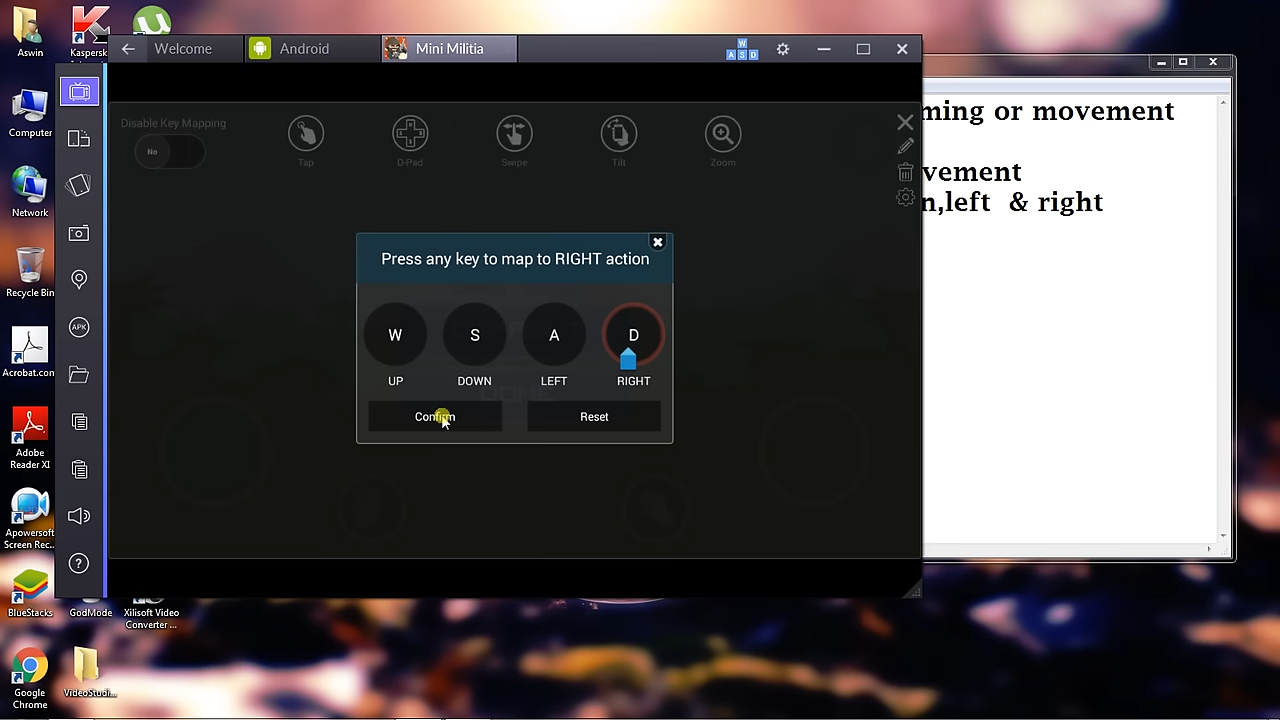 Aswin
Kaspersk
Computer
Network
Recycle Bin
Acrobat.com
Adobe
Reader XI
Apowersoft
Screen Rec...
BlueStacks
GodMode
Xilisoft Video
Converter ...
Google
Chrome
VideoStudi...
Welcome
Android
Mini Militia
W
A S D
APK
Disable Key Mapping
No
Tap
D-Pad
Swipe
Tilt
Zoom
Press any key to map to RIGHT action
W
S
A
D
UP
DOWN
LEFT
RIGHT
Confirm
Reset
ming or movement
vement
n,left & right